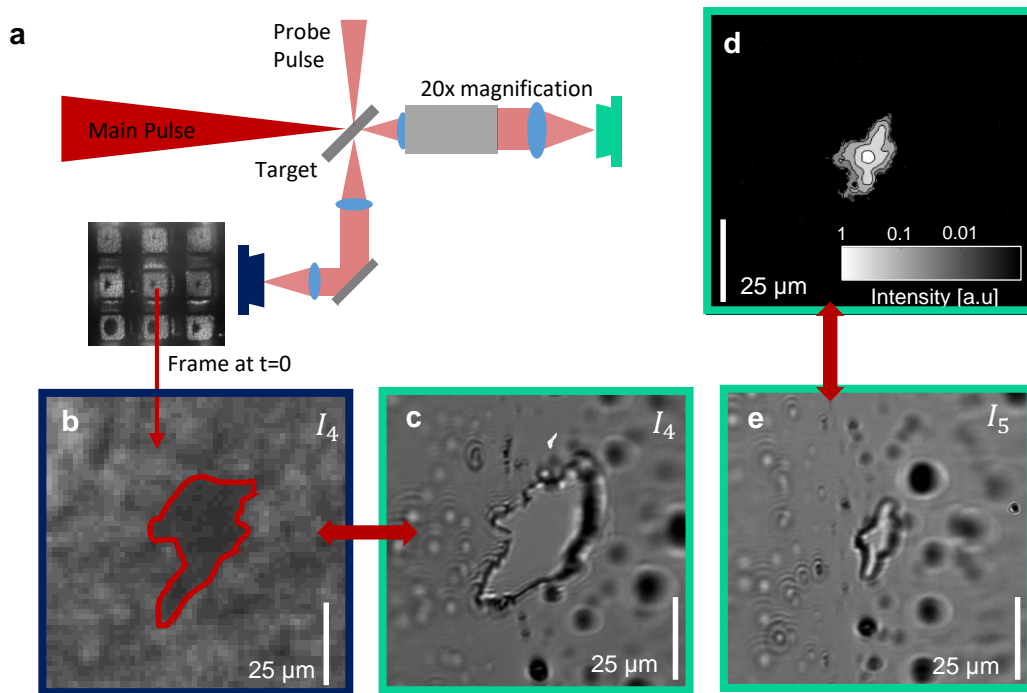 a
Probe
Pulse
20x magnification
Main Pulse
Target
Frame at t=0
d
1 0.1 0.01
25 µm
Intensity [a.u]
b
I₄
25 µm
c
I₄
25 µm
e
I₅
25 µm